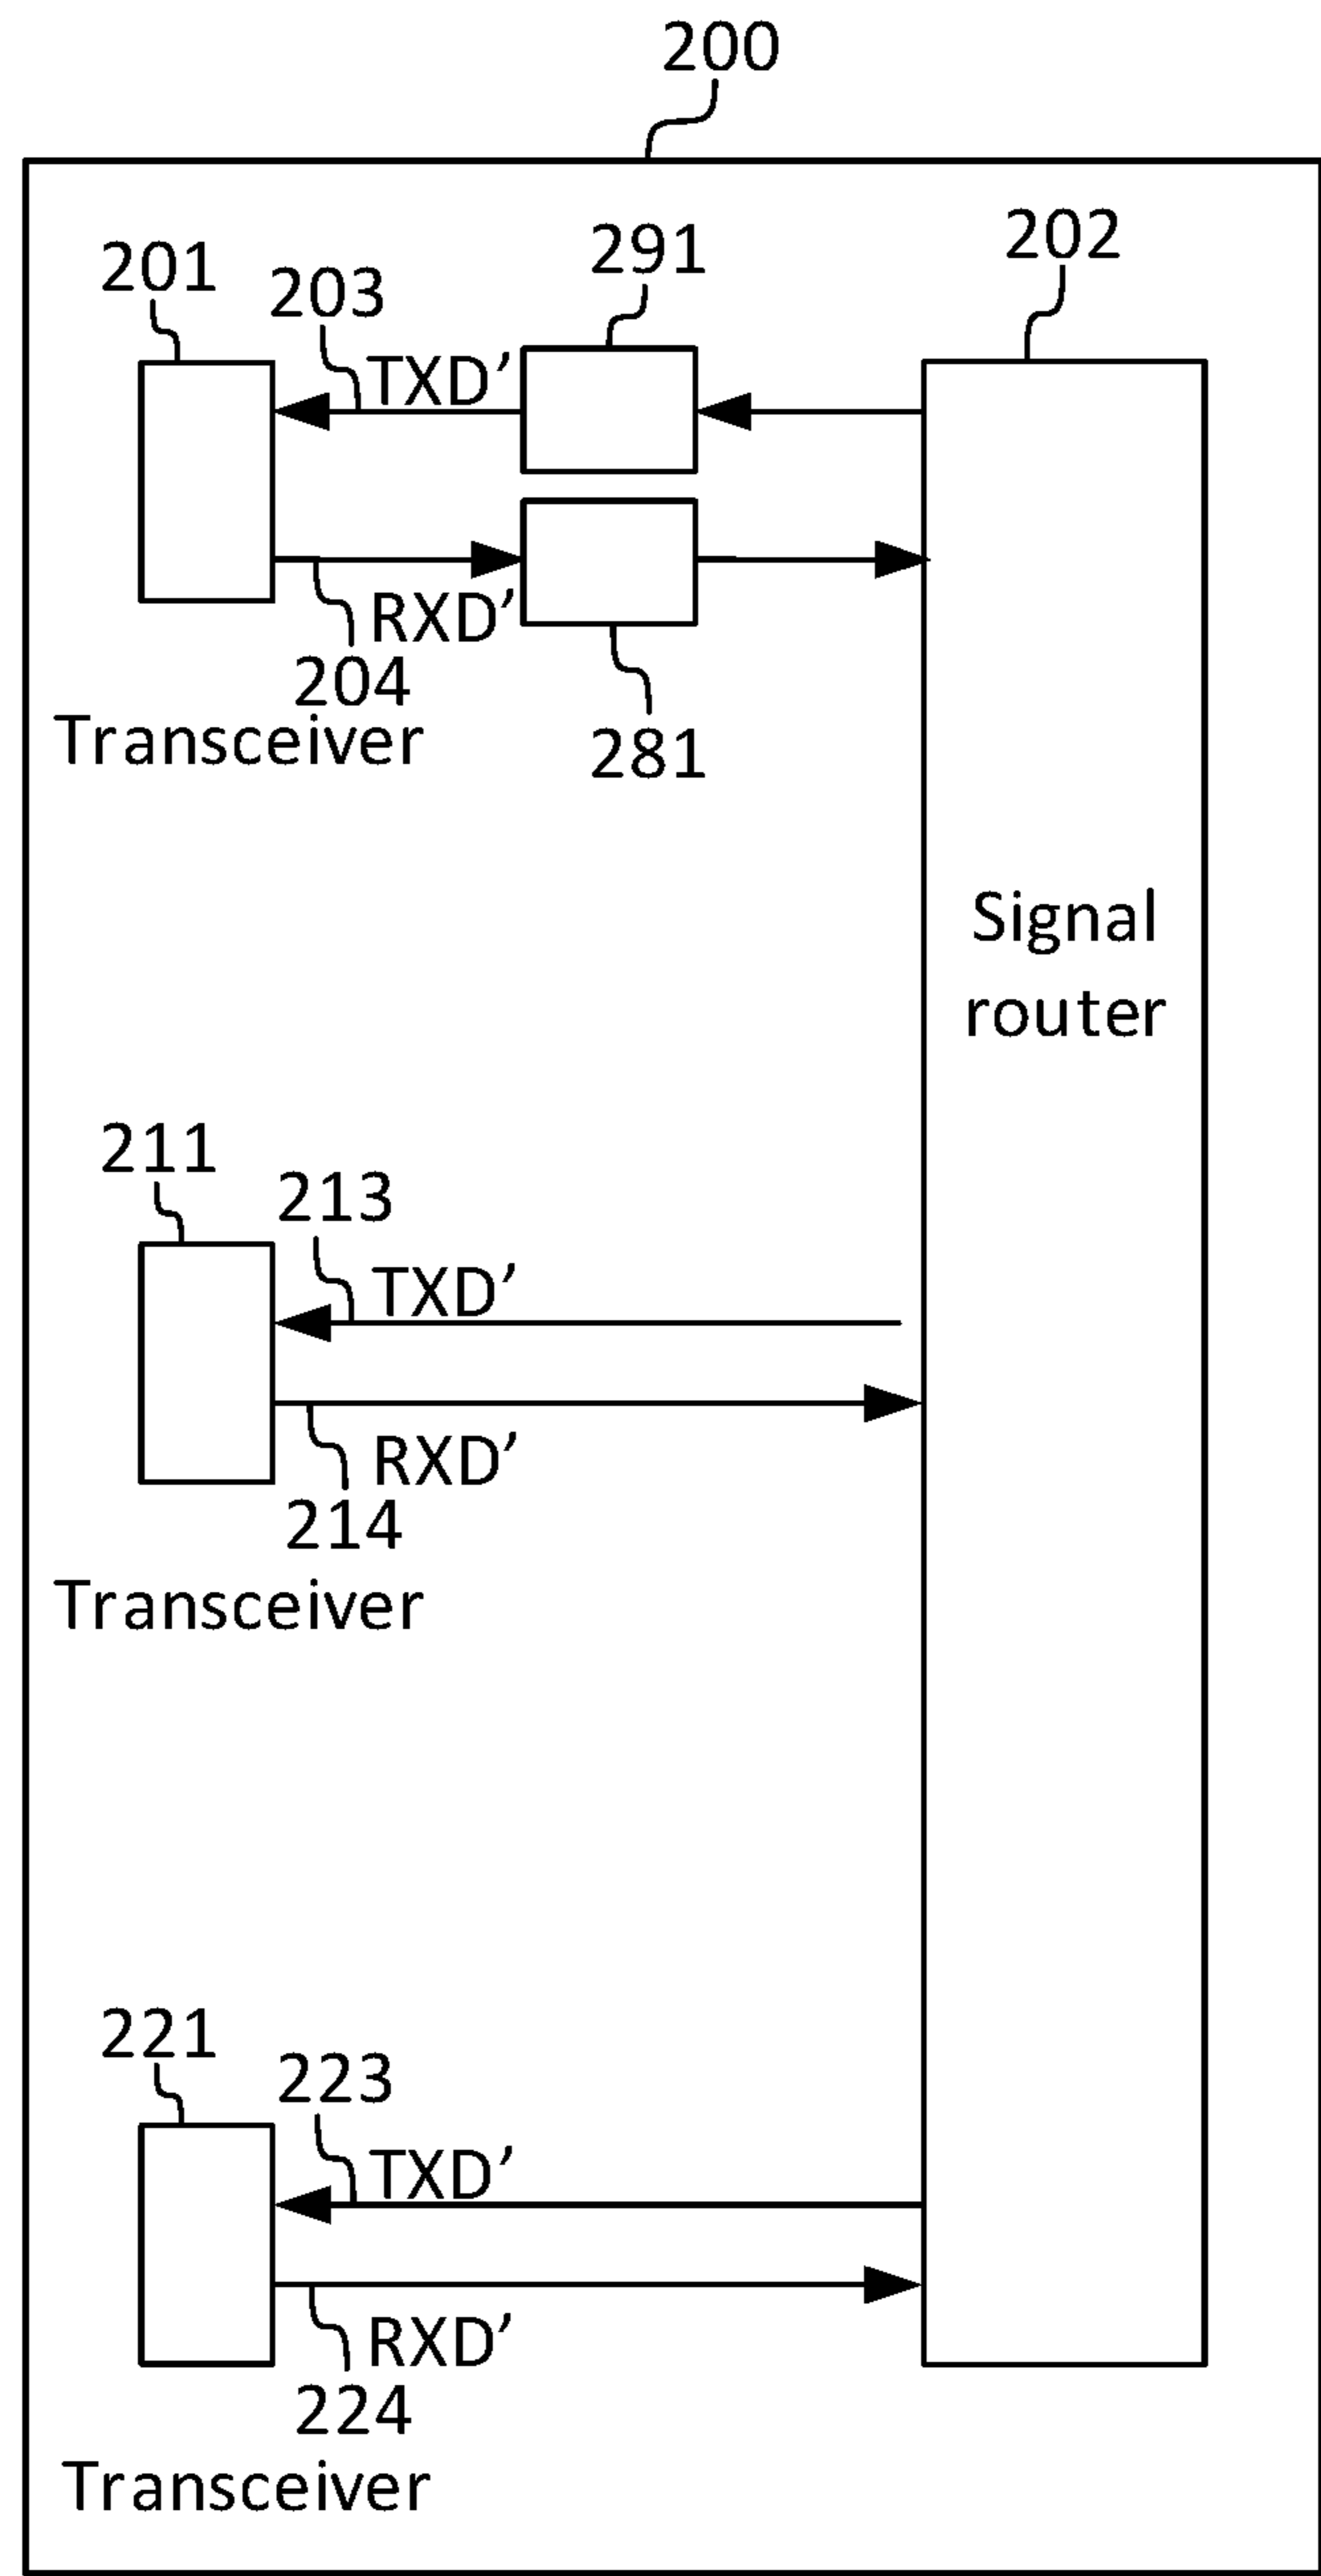 200
202
291
201
203
TXD’
RXD’
204
Transceiver
281
Signal
router
211
213
TXD’
RXD’
214
Transceiver
221
223
TXD’
RXD’
224
Transceiver